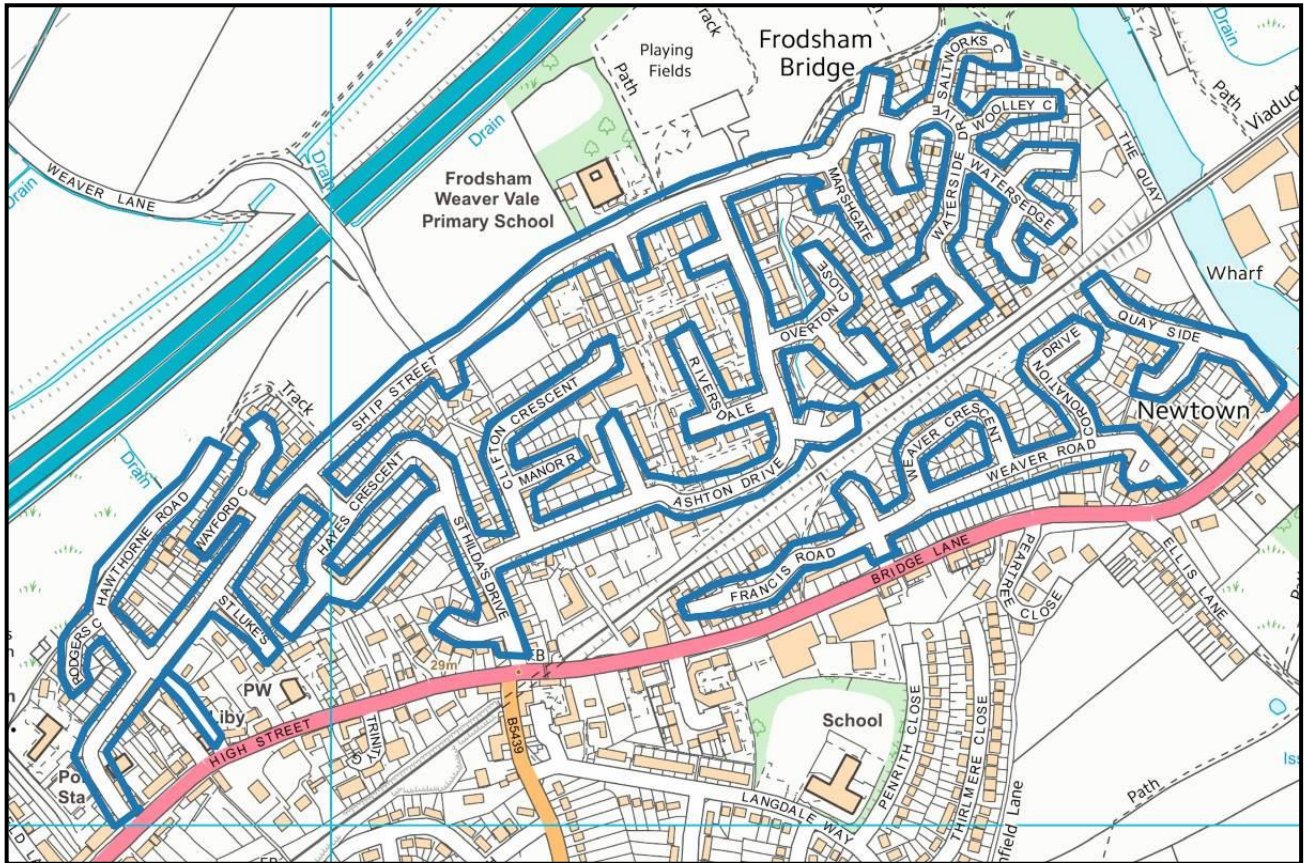 Track
Playing
Fields
Path
Frodsham
Bridge
Drain
Path
Viaduct
SALTWORKS C
WOOLLEY C
WATERSIDE DRIVE
WATERSEDGE
THE QUAY
MARSHGATE
Drain
Drain
Drain
WEAVER LANE
Frodsham
Weaver Vale
Primary School
Wharf
OVERTON
CLOSE
QUAY SIDE
Newtown
CORONATION
DRIVE
RIVERSDALE
SHIP STREET
CLIFTON CRESCENT
MANOR R
Track
Drain
HAYES CRESCENT
ASHTON DRIVE
WEAVER CRESCENT
WEAVER ROAD
HAWTHORNE ROAD
WAYFORD C
ST HILDAS DRIVE
FRANCIS ROAD
BRIDGE LANE
PEARTREE
CLOSE
ELLIS LANE
ST LUKE'S
29m
PW
Liby
HIGH STREET
TRINITY
B5439
School
PENRITH CLOSE
THIRLMERE CLOSE
LANGDALE WAY
Path
Sta